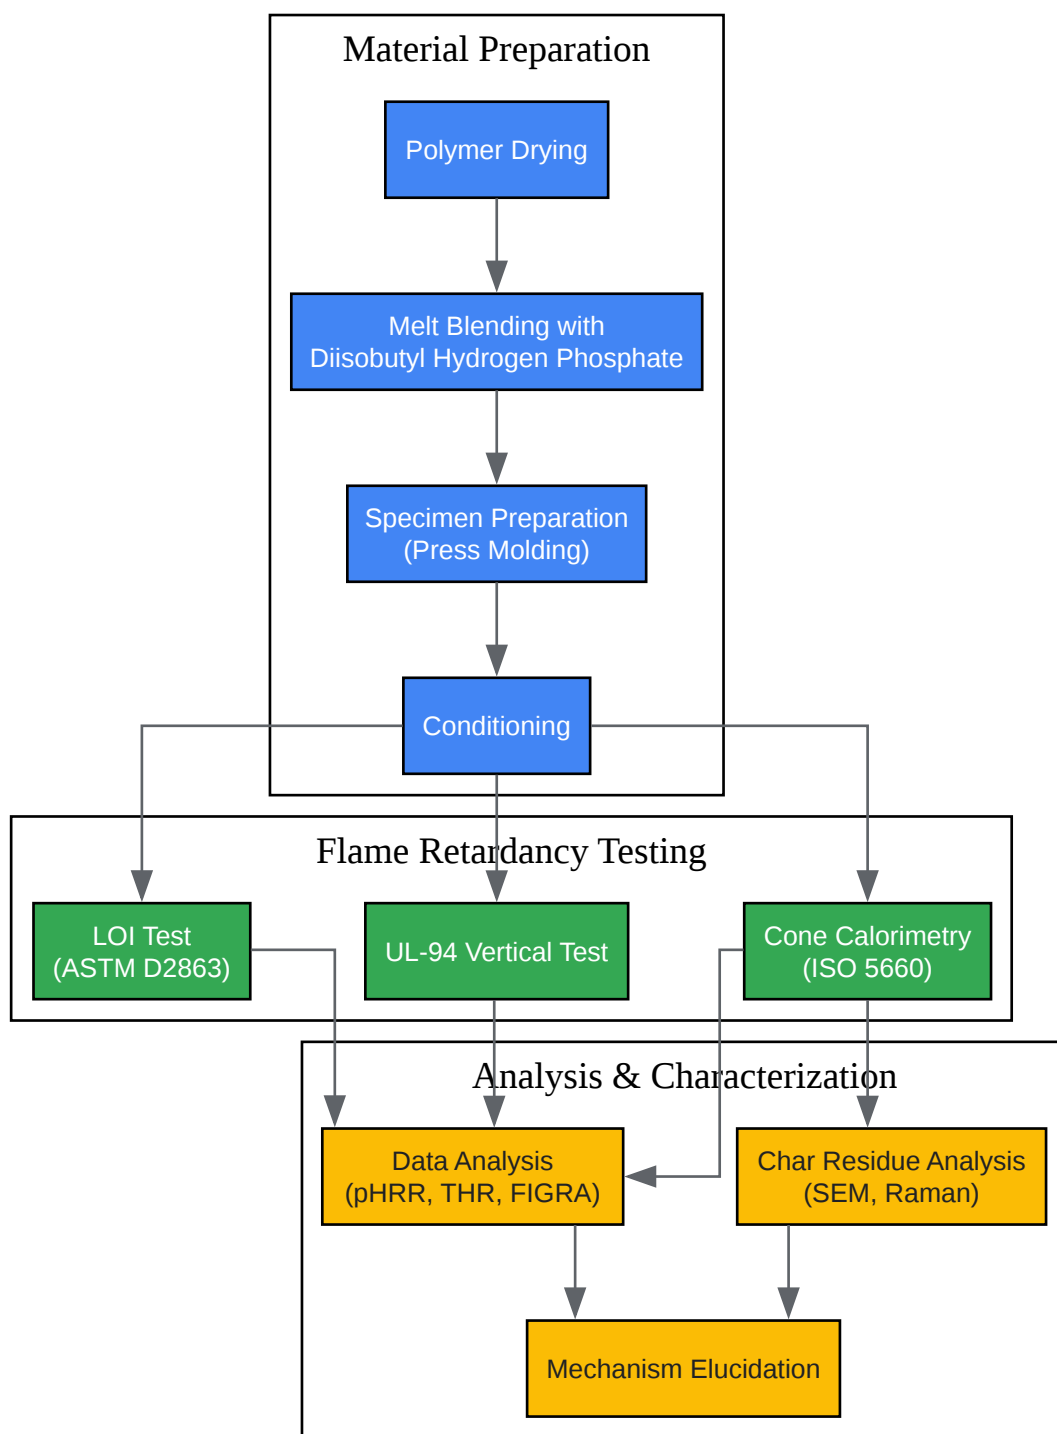 Material Preparation
Polymer Drying
Melt Blending with
Diisobutyl Hydrogen Phosphate
Specimen Preparation
(Press Molding)
Conditioning
Flame Retardancy Testing
LOI Test
(ASTM D2863)
UL-94 Vertical Test
Cone Calorimetry
(ISO 5660)
Analysis & Characterization
Data Analysis
(pHRR, THR, FIGRA)
Char Residue Analysis
(SEM, Raman)
Mechanism Elucidation